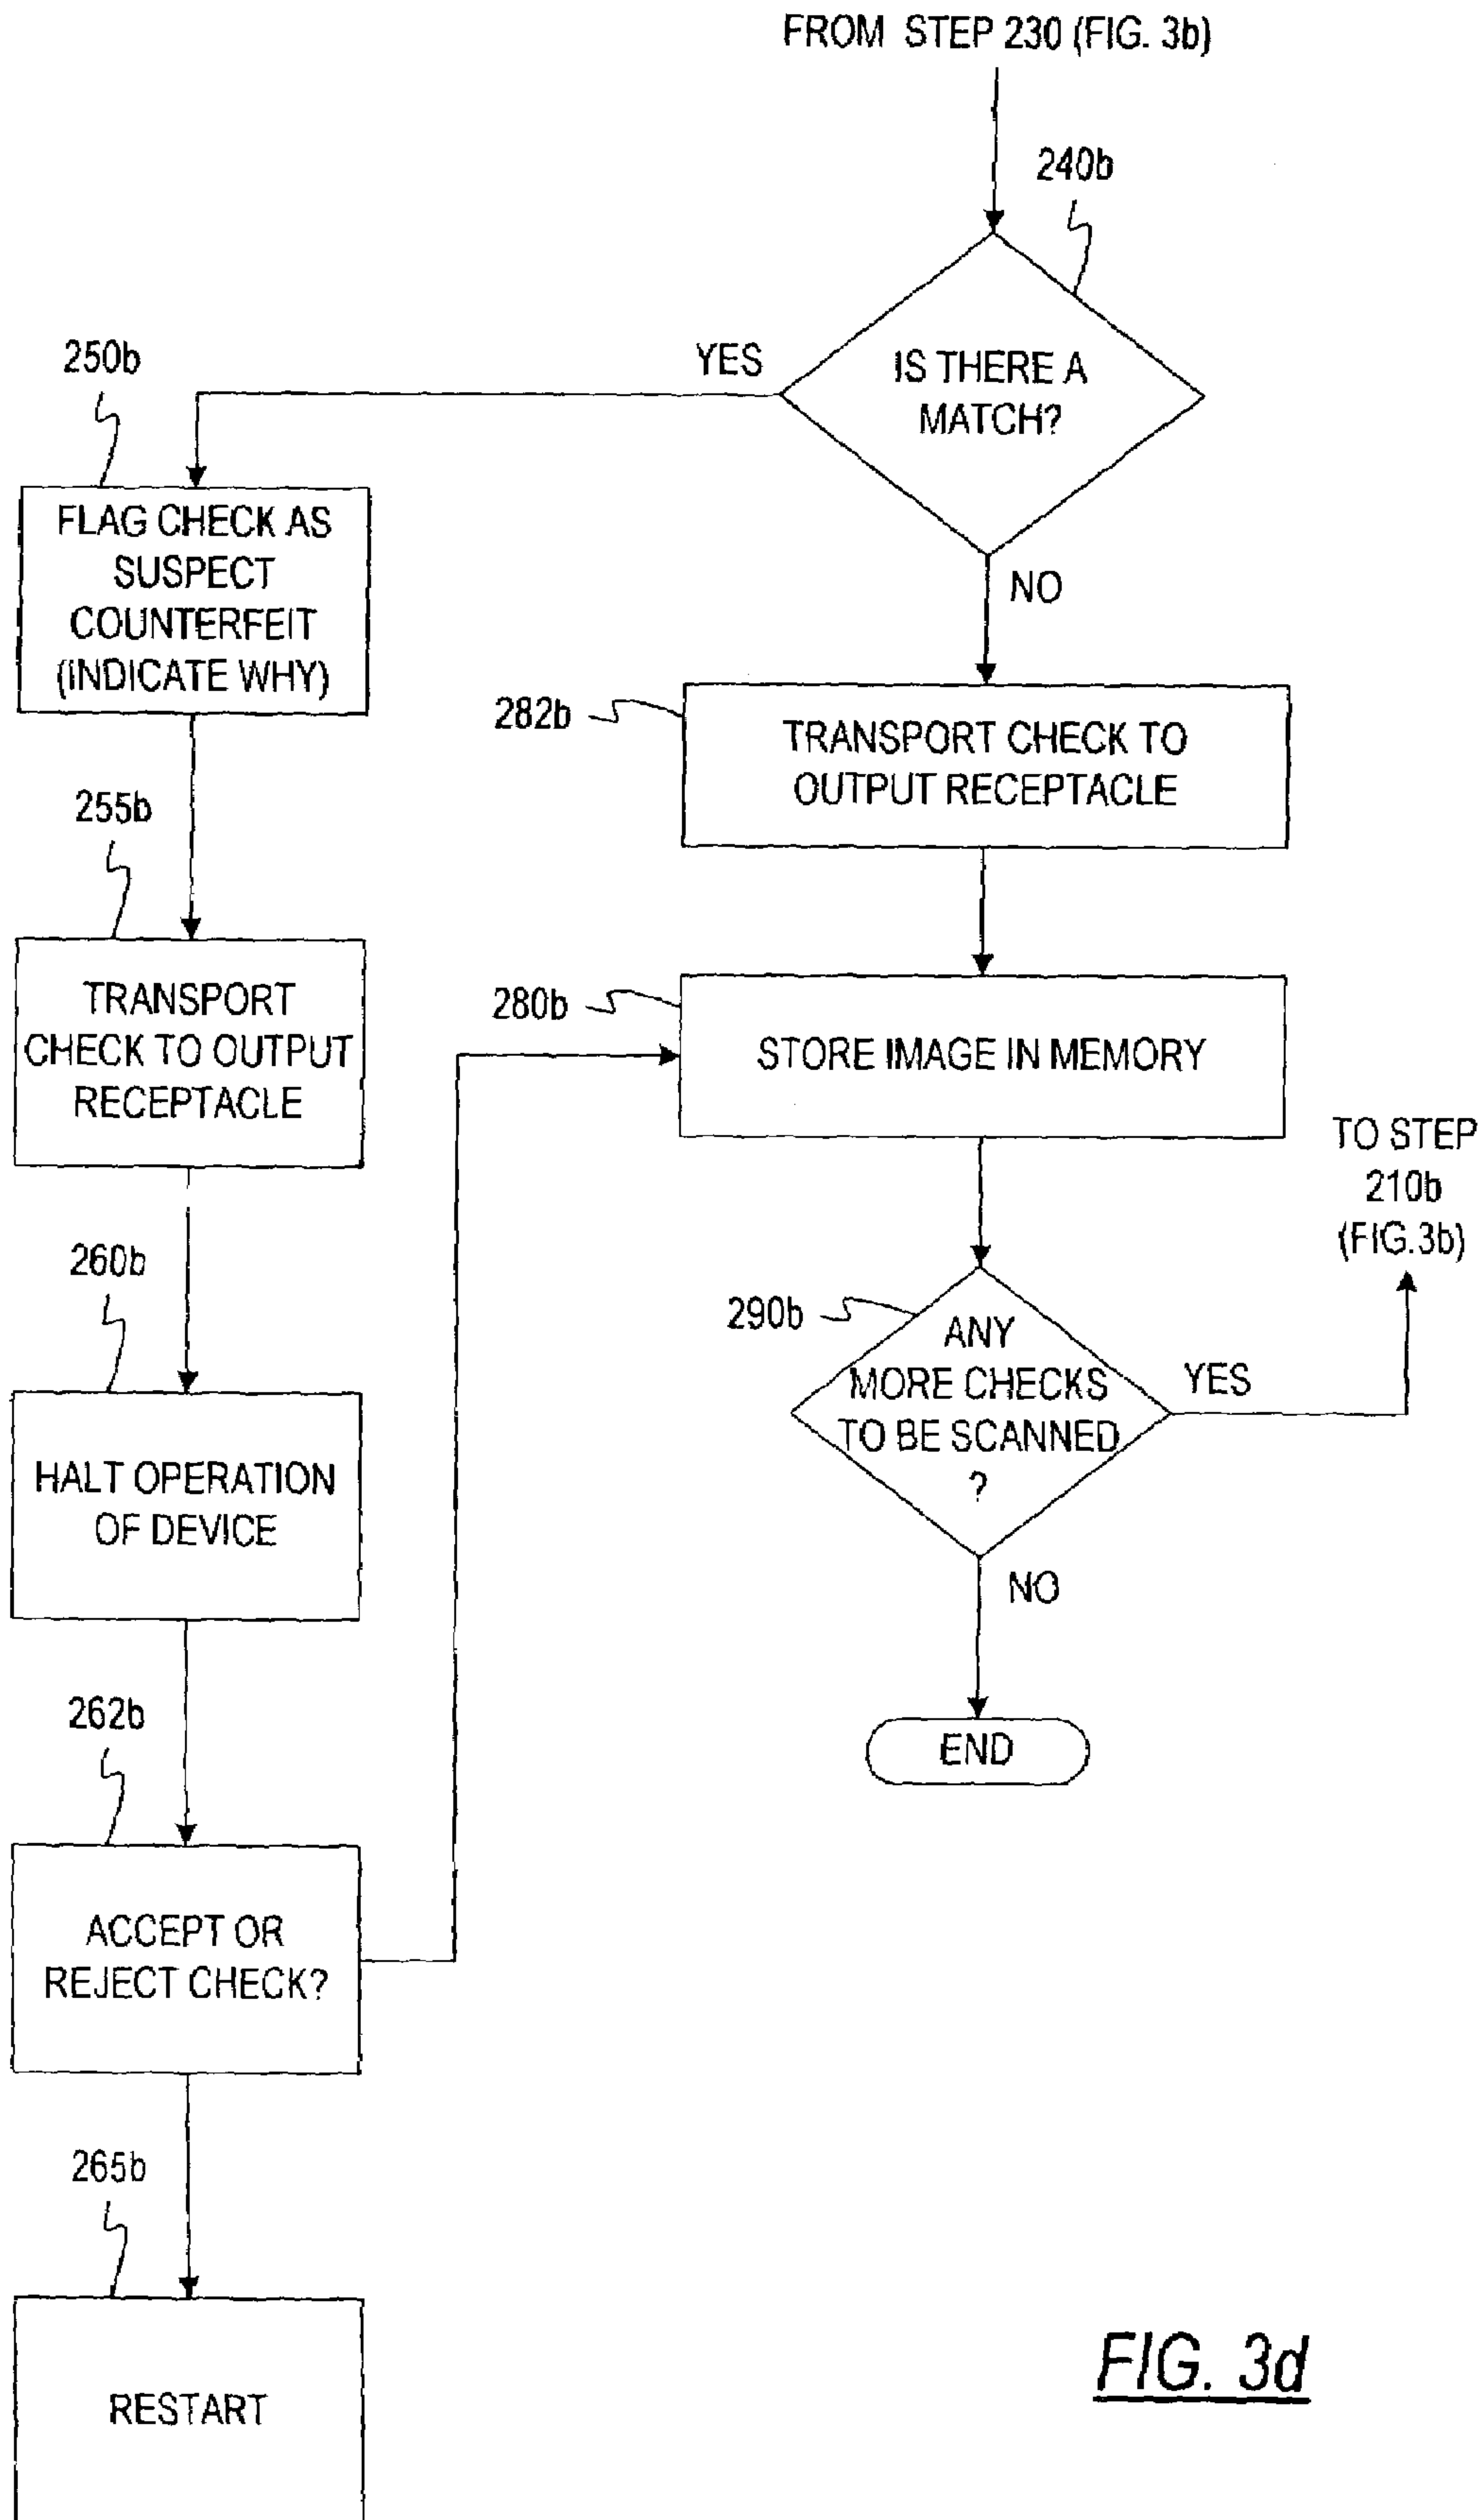 FROM STEP 230 (FIG. 3b)
240b
IS THERE A
MATCH?
YES
NO
250b
FLAG CHECK AS
SUSPECT
COUNTERFEIT
(INDICATE WHY)
282b
TRANSPORT CHECK TO
OUTPUT RECEPTACLE
255b
TRANSPORT
CHECK TO OUTPUT
RECEPTACLE
280b
STORE IMAGE IN MEMORY
TO STEP
210b
(FIG.3b)
260b
HALT OPERATION
OF DEVICE
290b
ANY
MORE CHECKS
TO BE SCANNED
?
YES
NO
END
262b
ACCEPT OR
REJECT CHECK?
265b
RESTART
FIG. 3d